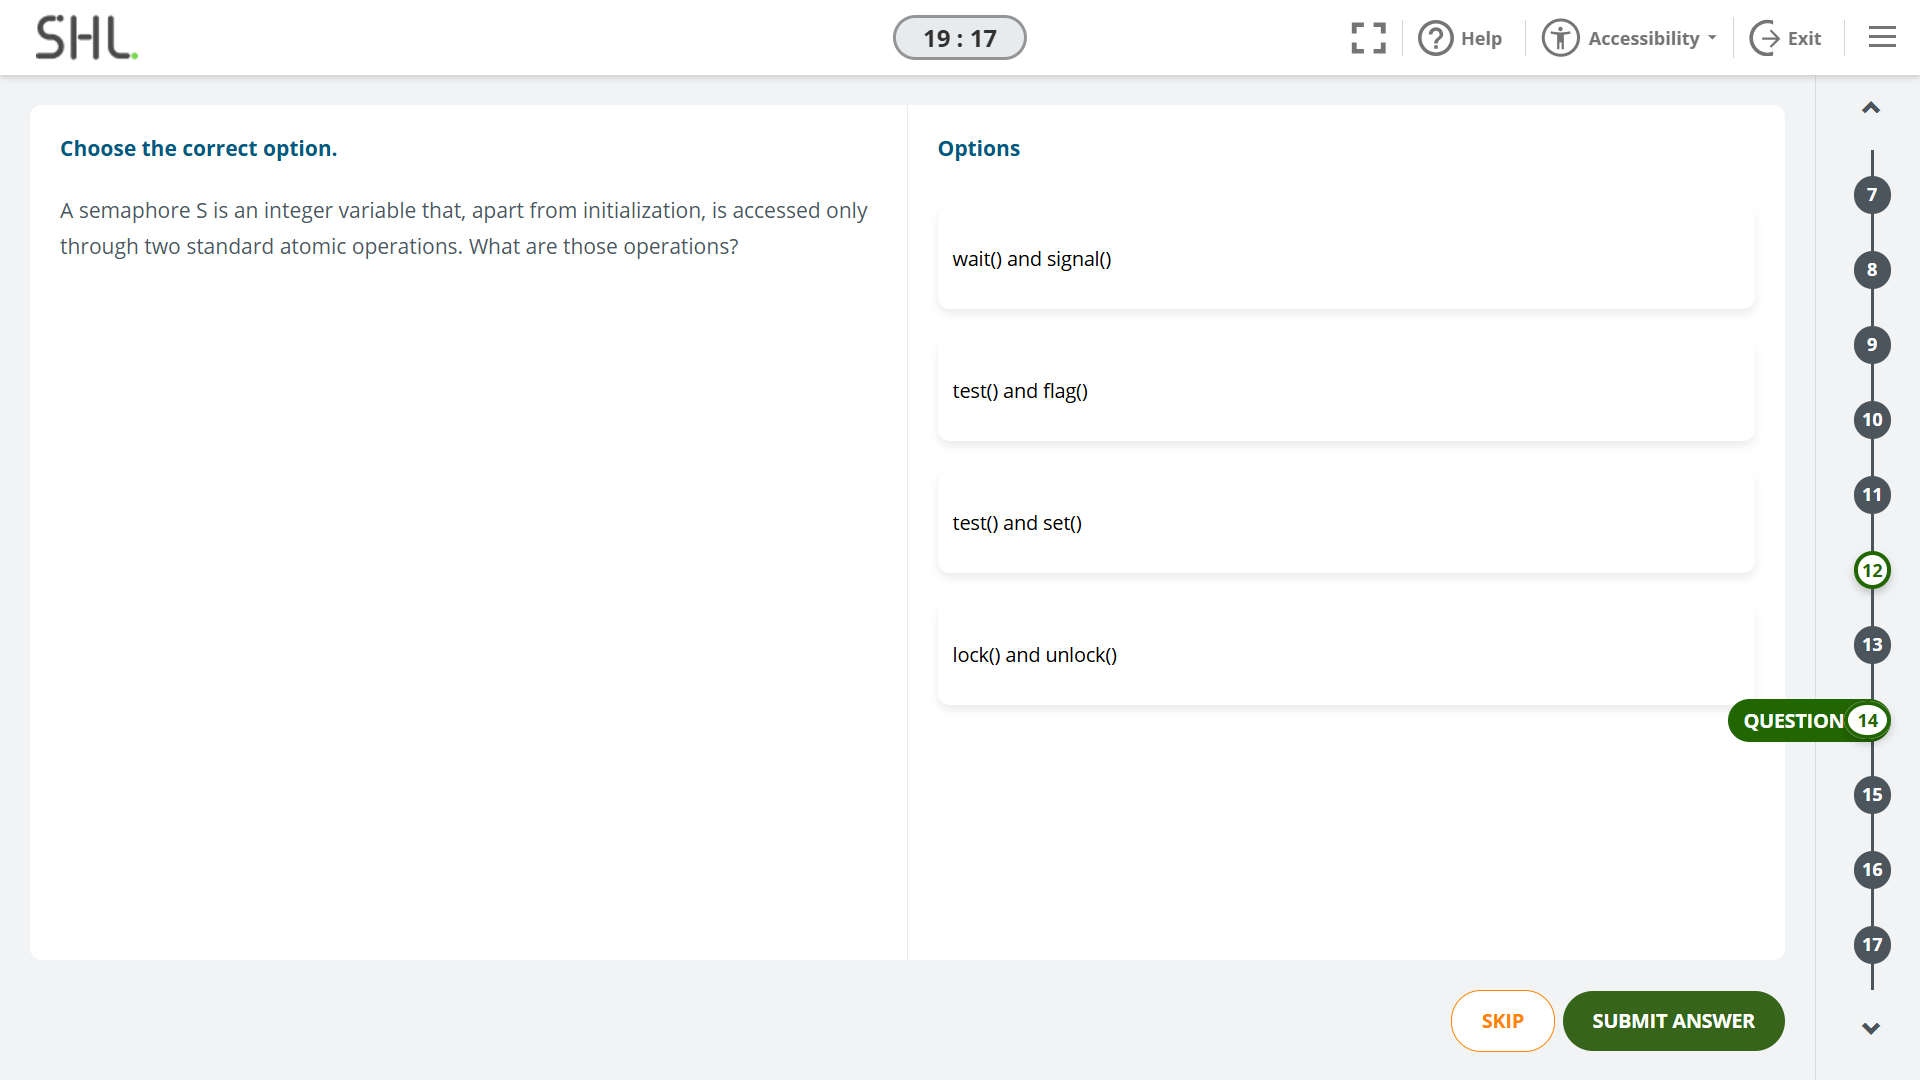 SHL.
19 : 17
Help
Accessibility
Exit
Choose the correct option.
A semaphore S is an integer variable that, apart from initialization, is accessed only
through two standard atomic operations. What are those operations?
Options
wait() and signal()
test() and flag()
test() and set()
lock() and unlock()
7
8
9
10
11
12
13
QUESTION 14
15
16
17
SKIP
SUBMIT ANSWER